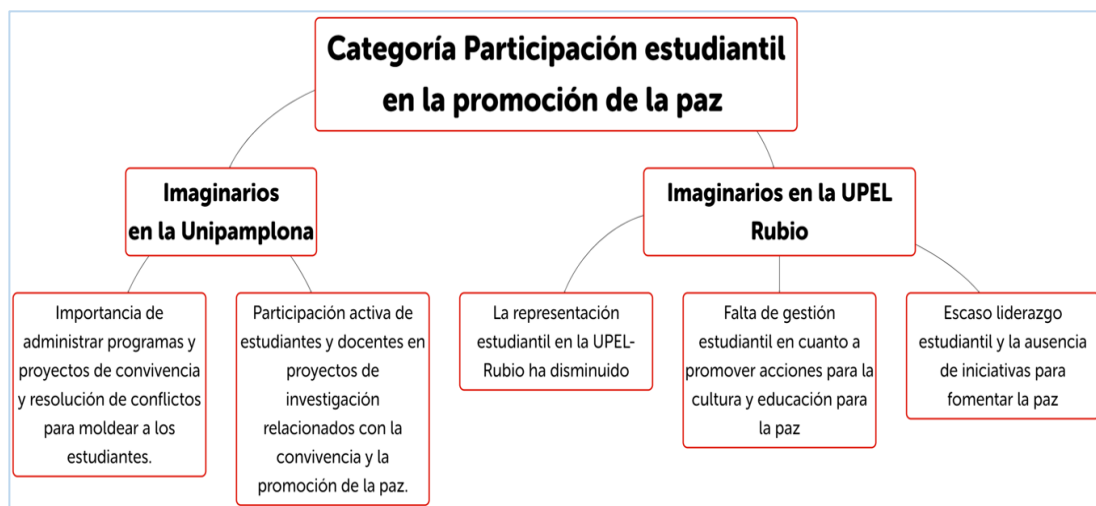 Categoría Participación estudiantil
en la promoción de la paz
Imaginarios
en la Unipamplona
Imaginarios en la UPEL
Rubio
Importancia de
administrar programas y
proyectos de convivencia
y resolución de conflictos
para moldear a los
estudiantes.
Participación activa de
estudiantes y docentes en
proyectos de
investigación
relacionados con la
convivencia y la
promoción de la paz.
La representación
estudiantil en la UPEL-
Rubio ha disminuido
Falta de gestión
estudiantil en cuanto a
promover acciones para la
cultura y educación para
la paz
Escaso liderazgo
estudiantil y la ausencia
de iniciativas para
fomentar la paz